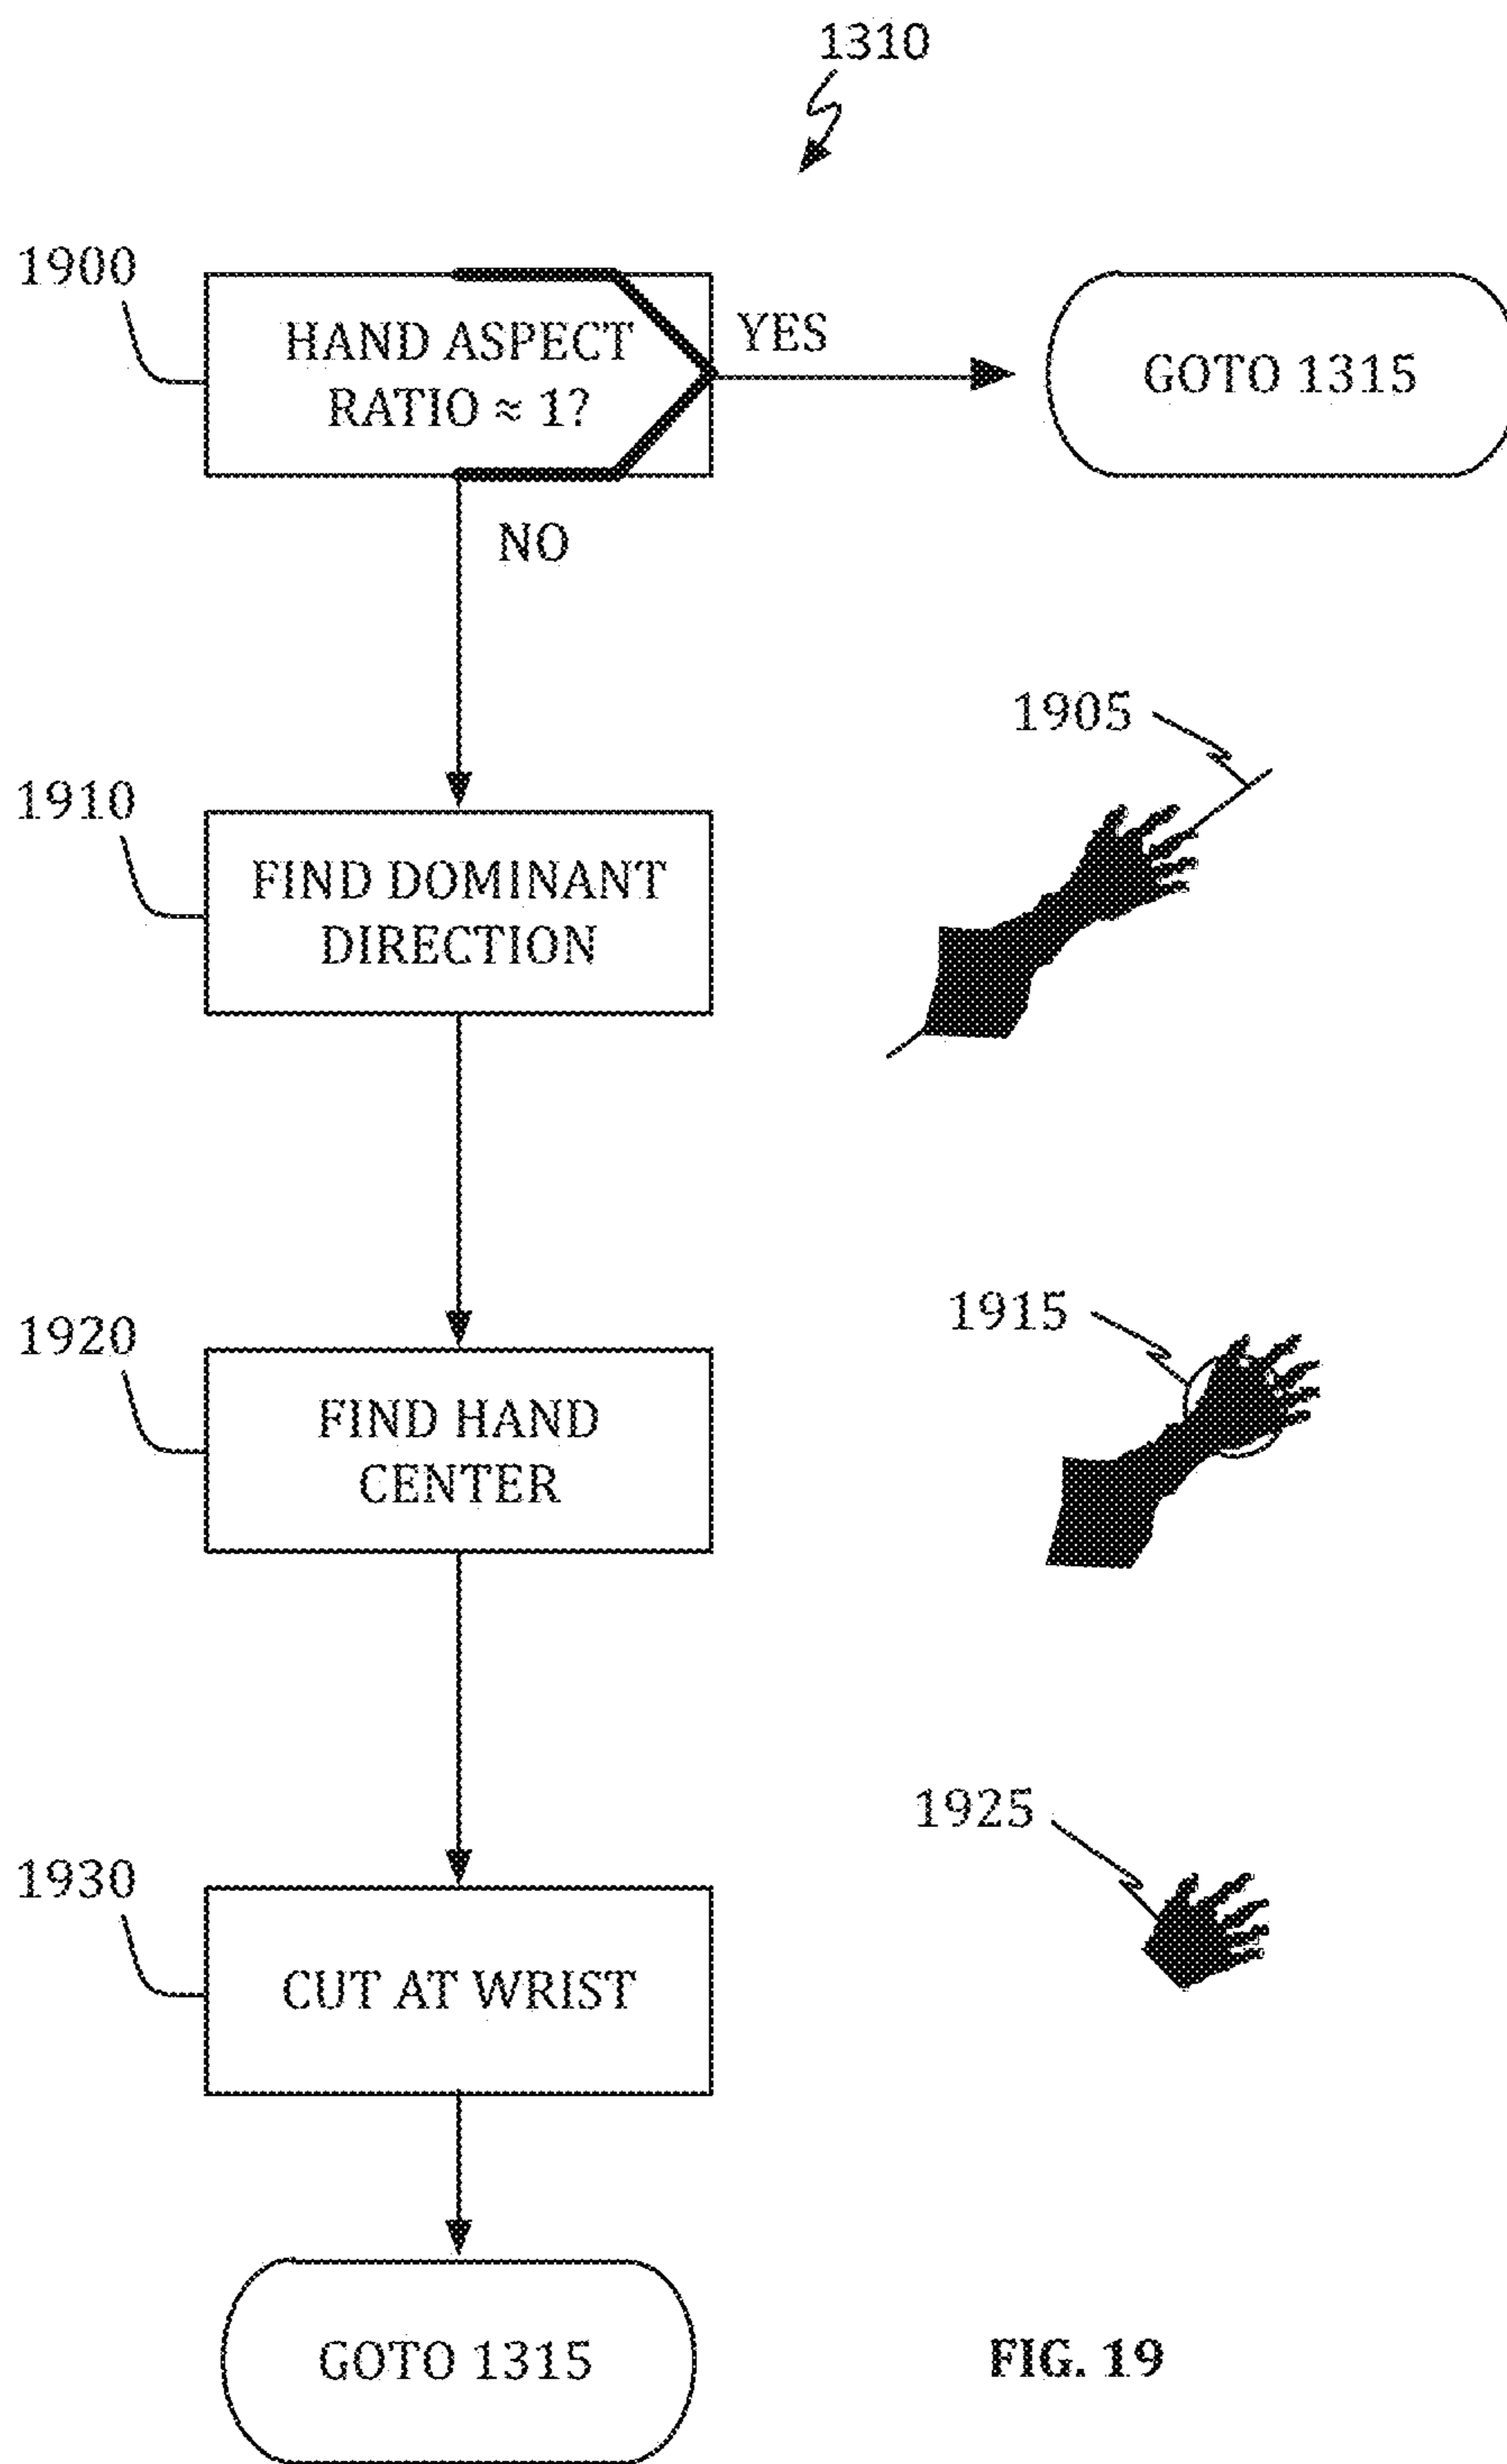 1310
1900
HAND ASPECT
RATIO ≈ 1?
YES
GOTO 1315
NO
1905
1910
FIND DOMINANT
DIRECTION
1915
1920
FIND HAND
CENTER
1925
1930
CUT AT WRIST
GOTO 1315
FIG. 19